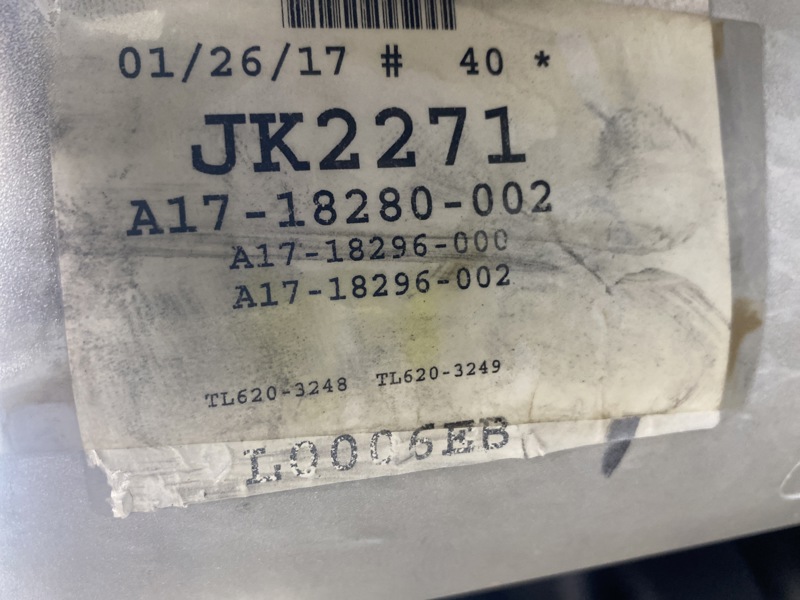 01/26/17 # 40 *
JK2271
A17-18280-002
A17-18296-000
A17-18296-002
TL620-3248 TL620-3249
L0006EB